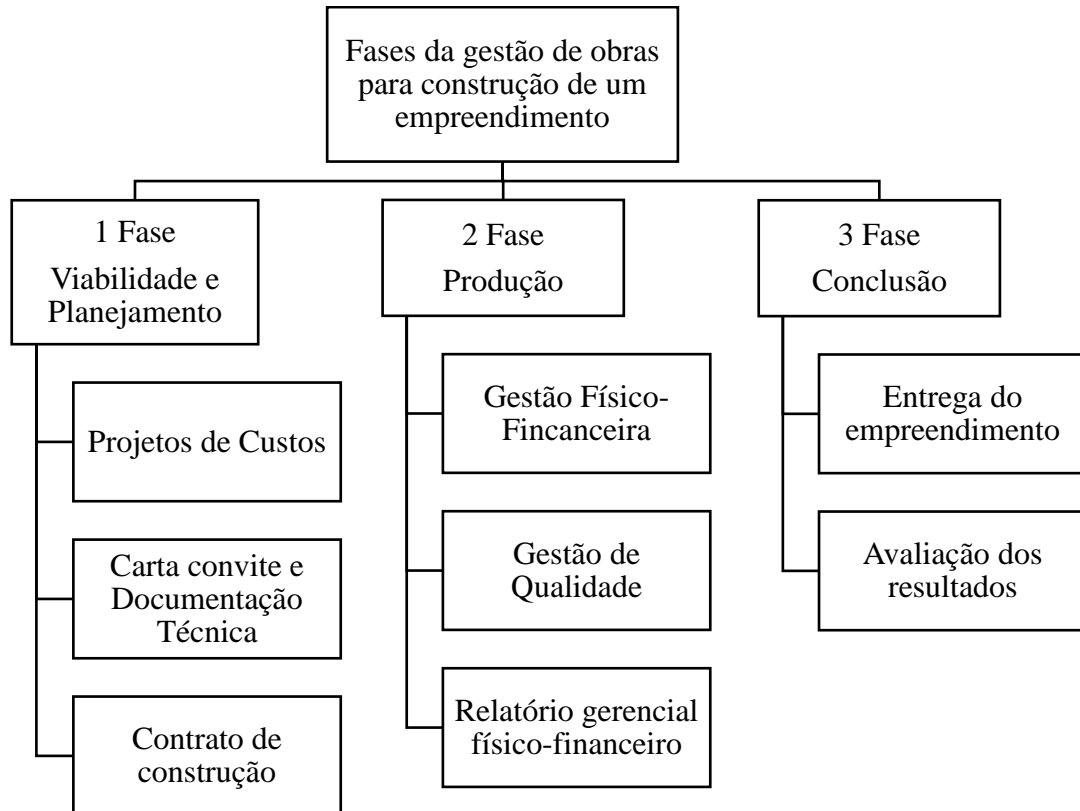 Fases da gestão de obras
para construção de um
empreendimento
1 Fase
Viabilidade e
Planejamento
Projetos de Custos
Carta convite e
Documentação
Técnica
Contrato de
construção
2 Fase
Produção
Gestão Físico-
Fincanceira
Gestão de
Qualidade
Relatório gerencial
físico-financeiro
3 Fase
Conclusão
Entrega do
empreendimento
Avaliação dos
resultados